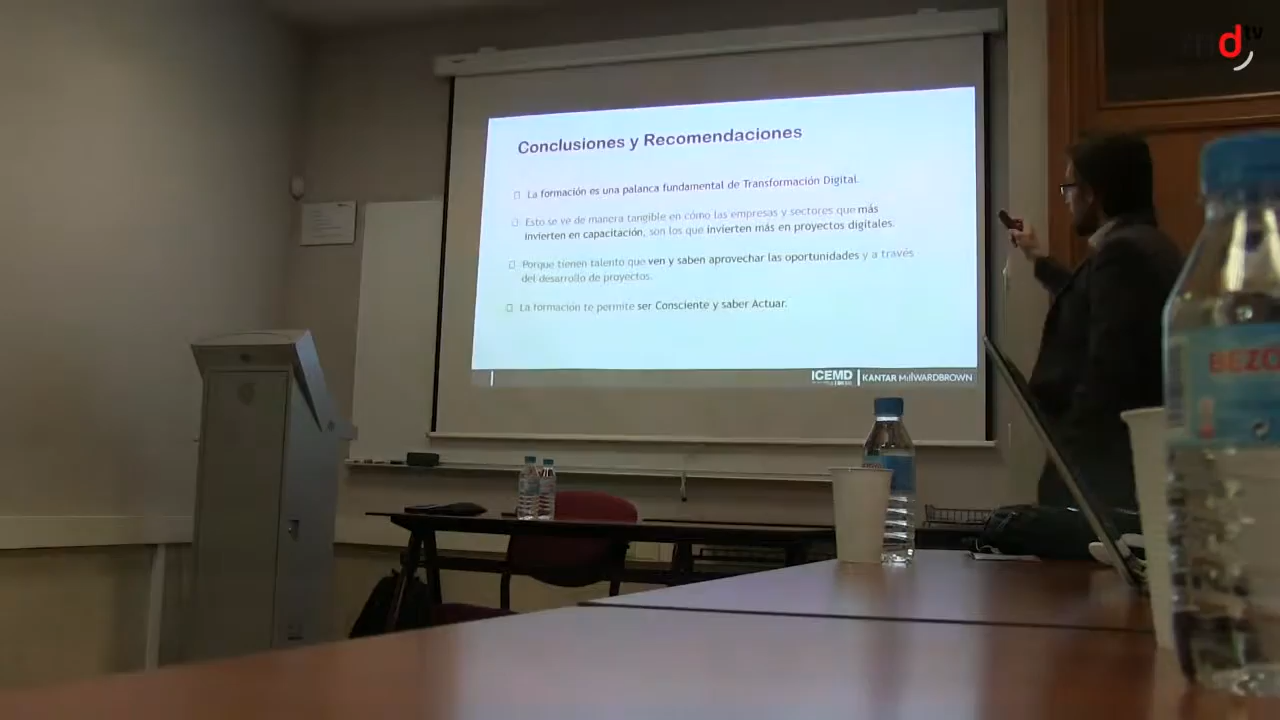 d
tv
Conclusiones y Recomendaciones
La formación es una palanca fundamental de Transformación Digital.
Esto se ve de manera tangible en cómo las empresas y sectores que más
invierten en capacitación, son los que invierten más en proyectos digitales.
Porque tienen talento que ven y saben aprovechar las oportunidades y a través
del desarrollo de proyectos.
La formación te permite ser Consciente y saber Actuar.
ICEMD
KANTAR MillWARDBROWN